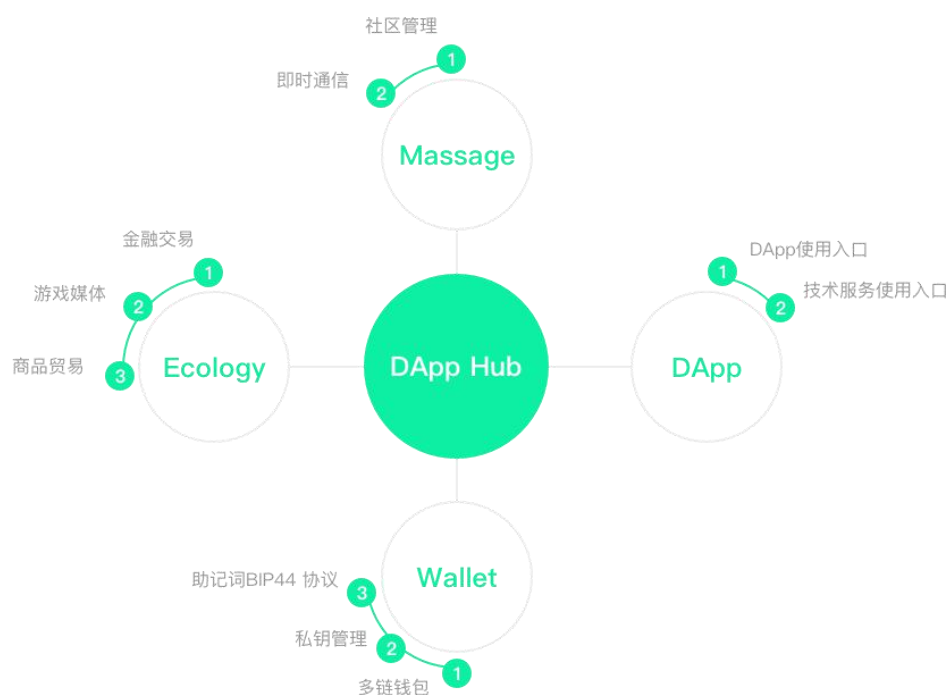 社区管理
1
即时通信
2
Massage
金融交易
1
游戏媒体
2
商品贸易
3
Ecology
DApp Hub
DApp使用入口
1
技术服务使用入口
2
DApp
Wallet
助记词BIP44 协议
3
私钥管理
2
多链钱包
1